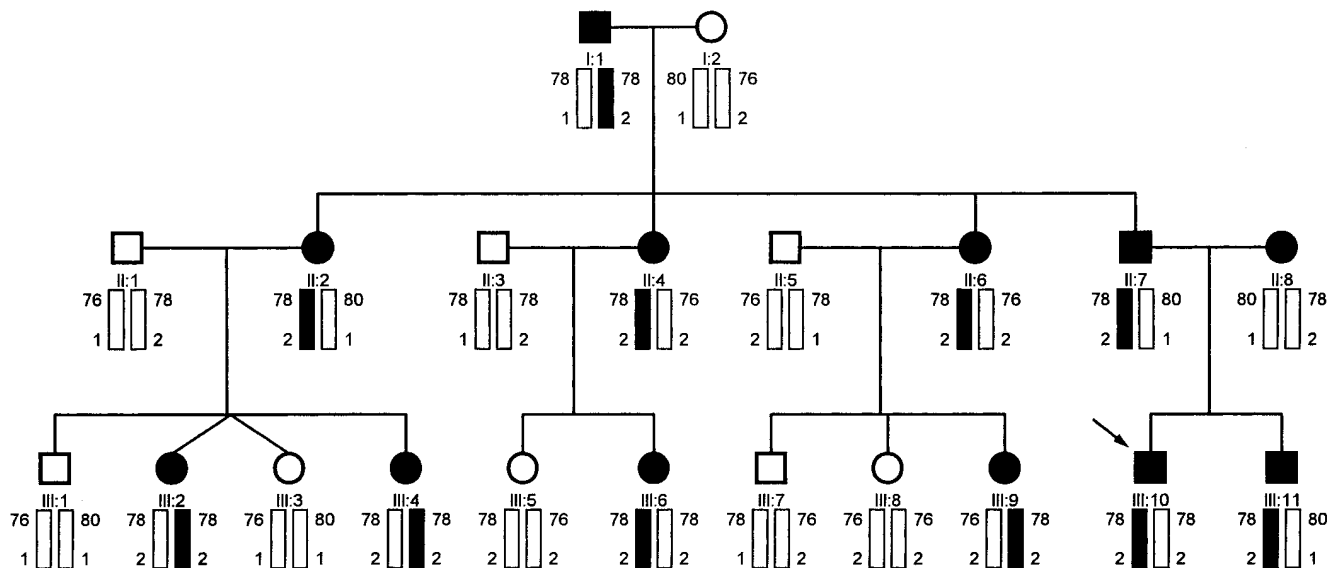 I:1 I:2
78 78 80 76
1 2 1 2
II:1 II:2 II:3 II:4 II:5 II:6 II:7 II:8
76 78 78 80 78 78 78 76 76 78 78 76 78 80 80 78
1 2 2 1 1 2 2 2 2 1 2 2 2 1 1 2
III:1 III:2 III:3 III:4 III:5 III:6 III:7 III:8 III:9 III:10 III:11
76 80 78 78 76 80 78 78 78 76 78 78 78 76 76 76 76 78 78 78 78 80
1 1 2 2 1 1 2 2 2 2 2 2 1 2 2 2 2 2 2 2 2 1